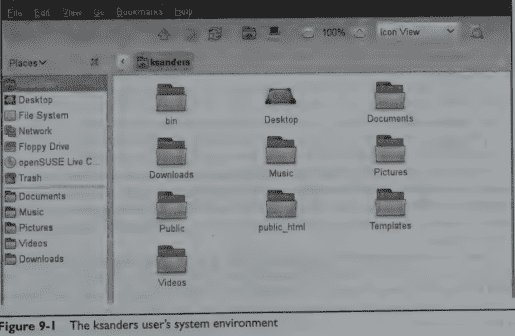 File Edit View Go Bookmarks Help
100% Icon View
Places
ksanders
Desktop
File System
Network
Floppy Drive
openSUSE Live C...
Trash
Documents
Music
Pictures
Videos
Downloads
bin Desktop Documents
Downloads Music Pictures
Public public_html Templates
Videos
Figure 9-1 The ksanders user's system environment